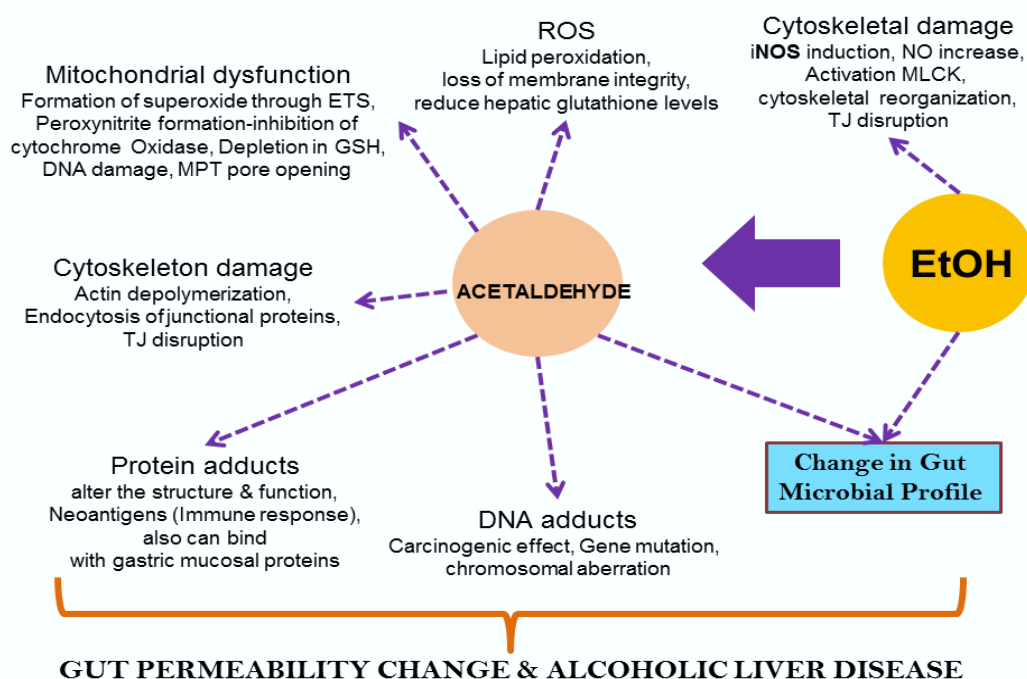 ROS
Lipid peroxidation,
loss of membrane integrity,
reduce hepatic glutathione levels
Cytoskeletal damage
iNOS induction, NO increase,
Activation MLCK,
cytoskeletal reorganization,
TJ disruption
Mitochondrial dysfunction
Formation of superoxide through ETS,
Peroxynitrite formation-inhibition of
cytochrome Oxidase, Depletion in GSH,
DNA damage, MPT pore opening
EtOH
ACETALDEHYDE
Cytoskeleton damage
Actin depolymerization,
Endocytosis of junctional proteins,
TJ disruption
Protein adducts
alter the structure & function,
Neoantigens (Immune response),
also can bind
with gastric mucosal proteins
DNA adducts
Carcinogenic effect, Gene mutation,
chromosomal aberration
Change in Gut
Microbial Profile
GUT PERMEABILITY CHANGE & ALCOHOLIC LIVER DISEASE